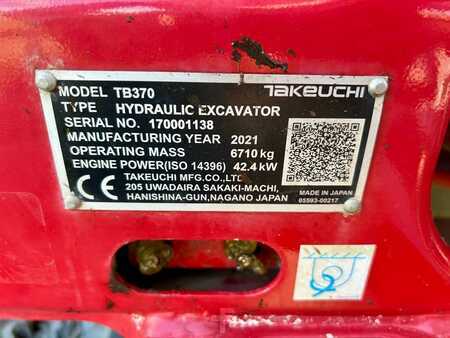 MODEL TB370 TAKEUCHI
TYPE HYDRAULIC EXCAVATOR
SERIAL NO. 170001138
MANUFACTURING YEAR 2021
OPERATING MASS 6710 kg
ENGINE POWER(ISO 14396) 42.4 kW
CE TAKEUCHI MFG.CO.,LTD.
205 UWADAIRA SAKAKI-MACHI,
HANISHINA-GUN,NAGANO JAPAN
MADE IN JAPAN
05593-00217